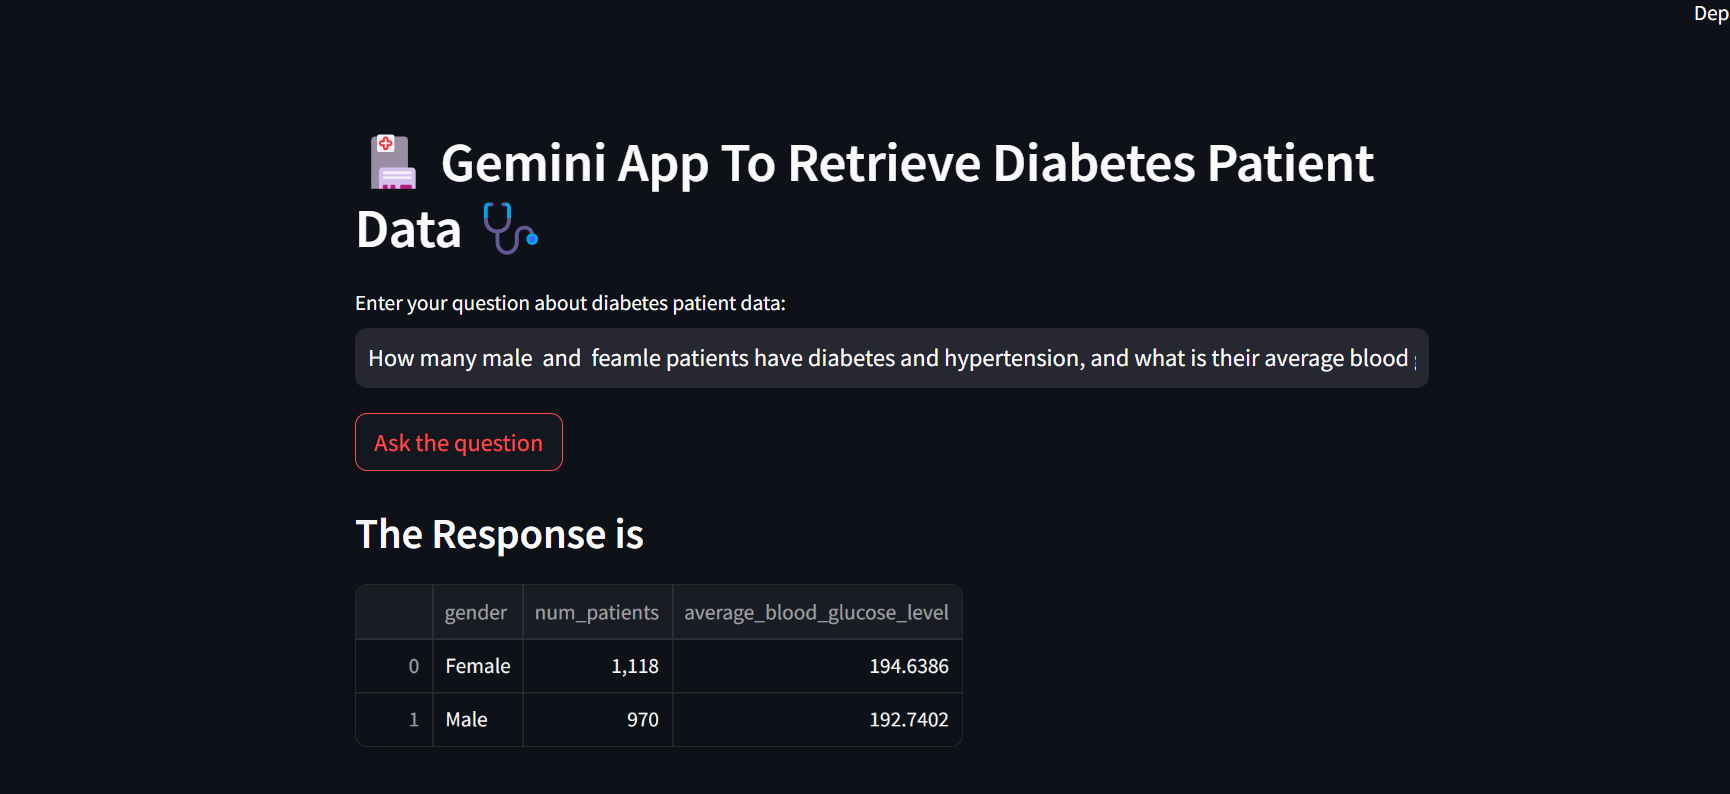 Dep
Gemini App To Retrieve Diabetes Patient
Data
Enter your question about diabetes patient data:
How many male  and  feamle patients have diabetes and hypertension, and what is their average blood
Ask the question
The Response is
gender num_patients average_blood_glucose_level
0 Female 1,118 194.6386
1 Male 970 192.7402